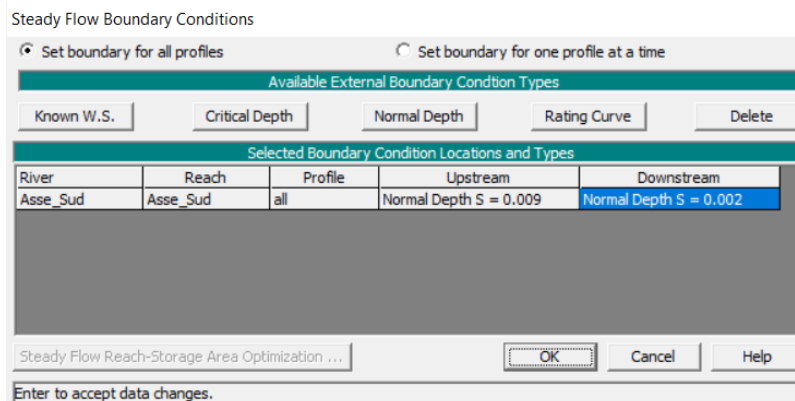 Steady Flow Boundary Conditions
Set boundary for all profiles Set boundary for one profile at a time
Available External Boundary Condtion Types
Known W.S. Critical Depth Normal Depth Rating Curve Delete
Selected Boundary Condition Locations and Types
River Reach Profile Upstream Downstream
Asse_Sud Asse_Sud all Normal Depth S = 0.009 Normal Depth S = 0.002
Steady Flow Reach-Storage Area Optimization ... OK Cancel Help
Enter to accept data changes.